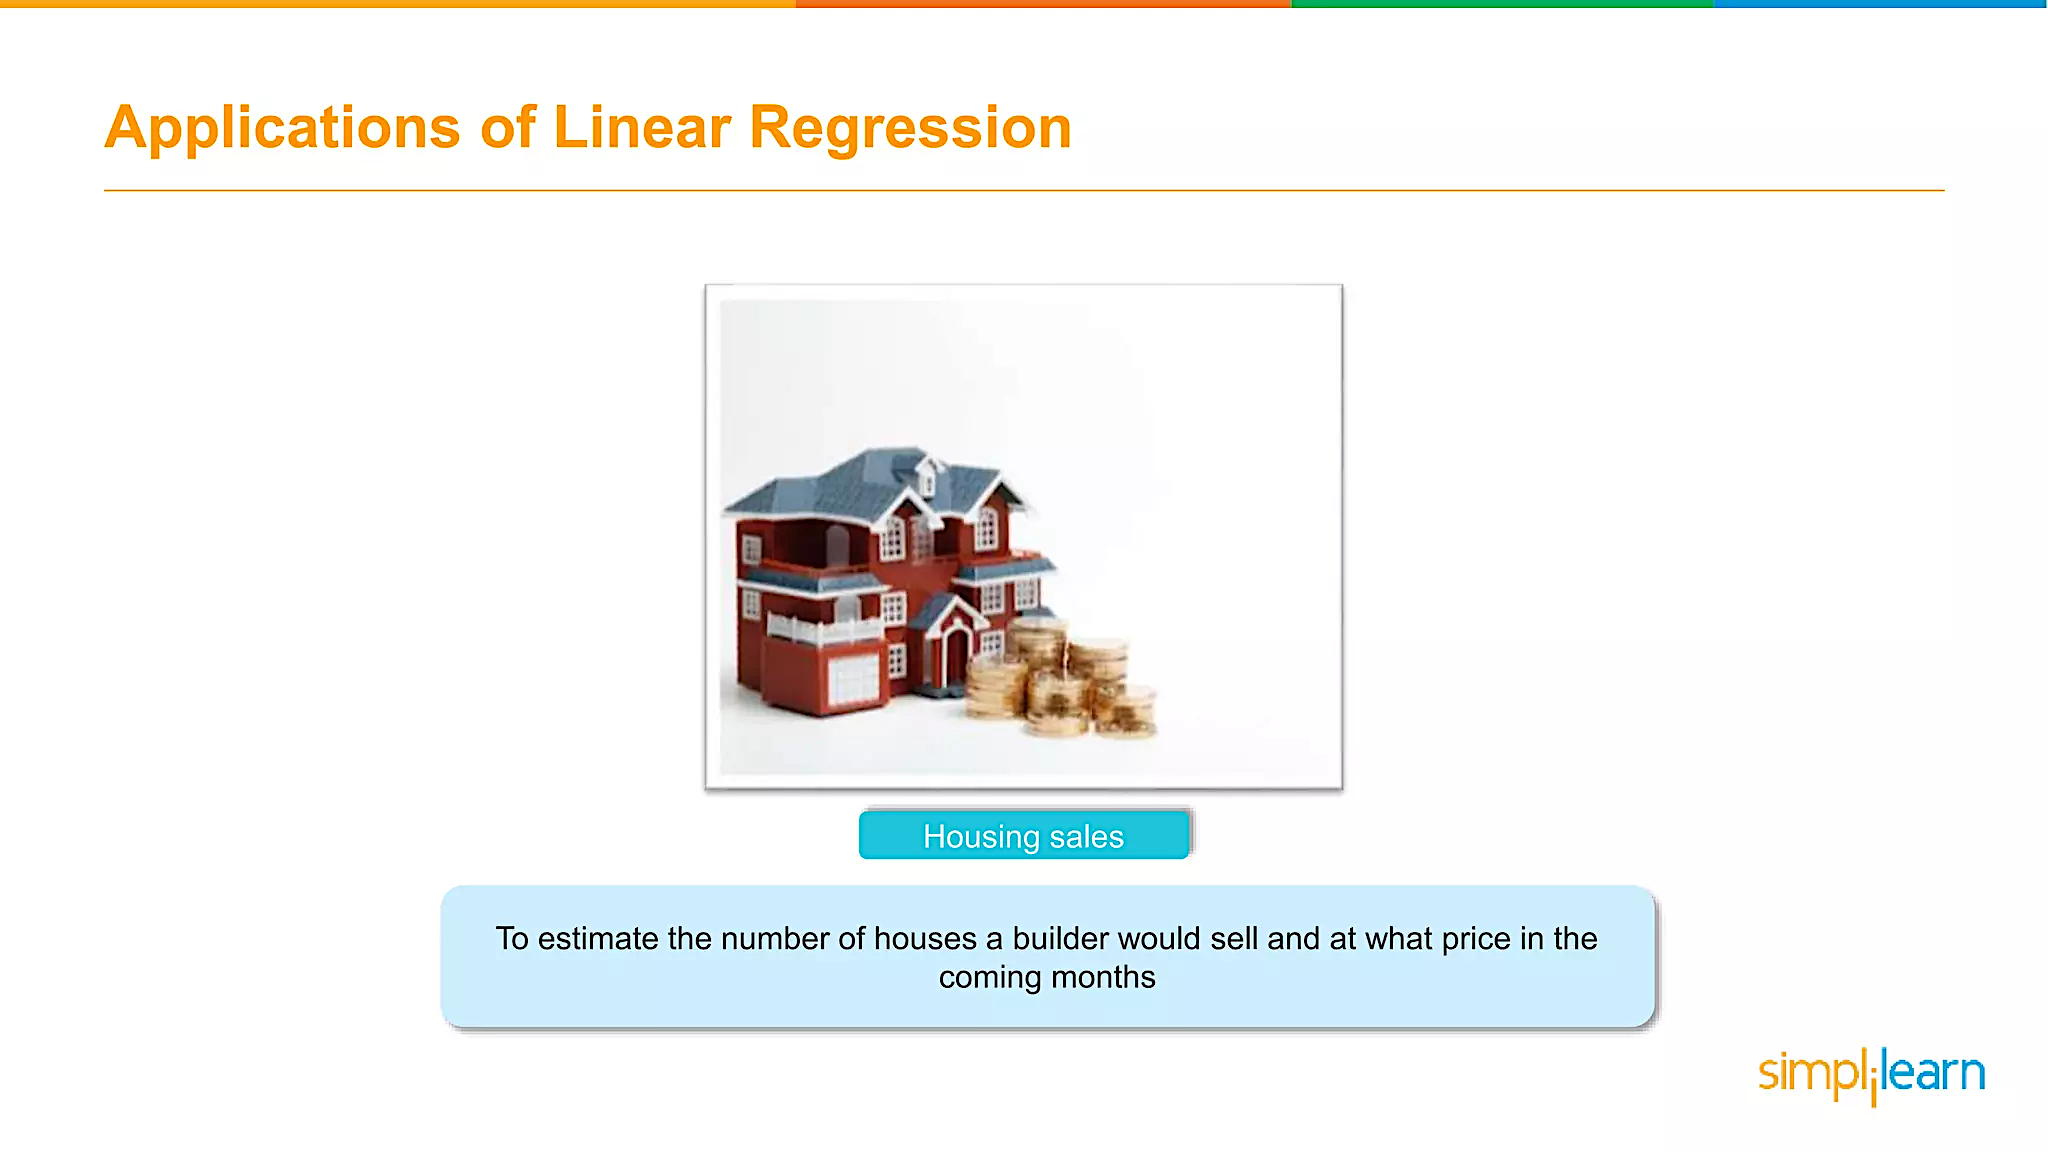 Applications of Linear Regression
Housing sales
To estimate the number of houses a builder would sell and at what price in the
coming months
simplilearn